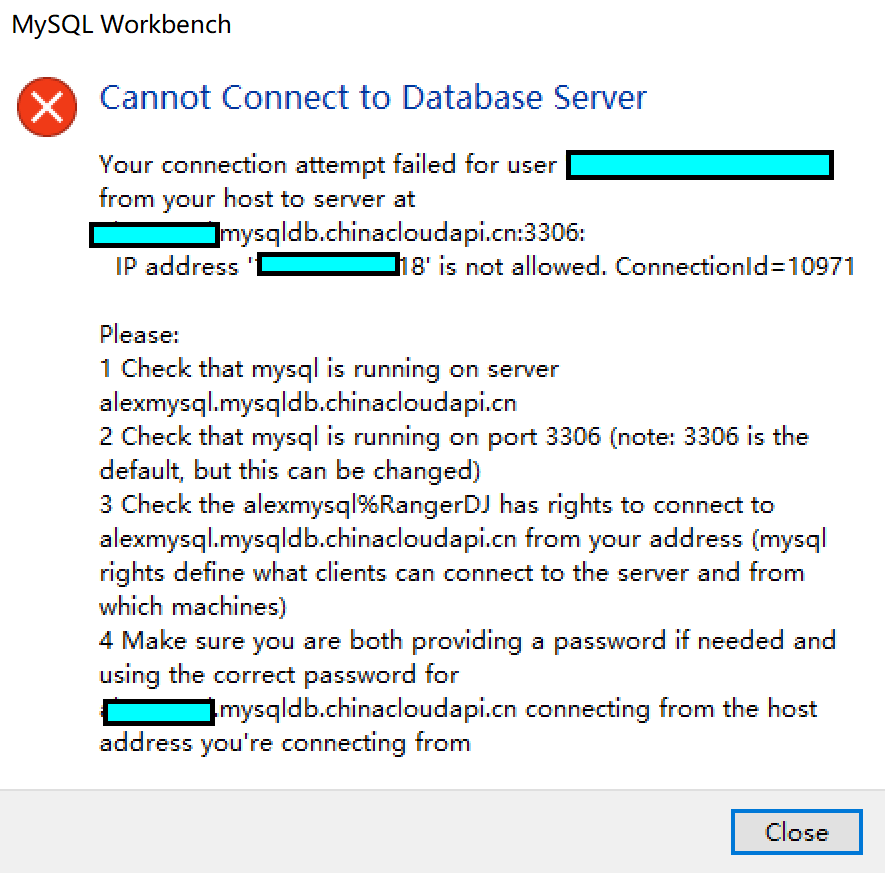 MySQL Workbench
Cannot Connect to Database Server
Your connection attempt failed for user
from your host to server at
mysqldb.chinacloudapi.cn:3306:
IP address ' 18' is not allowed. ConnectionId=10971
Please:
1 Check that mysql is running on server
alexmysql.mysqldb.chinacloudapi.cn
2 Check that mysql is running on port 3306 (note: 3306 is the
default, but this can be changed)
3 Check the alexmysql%RangerDJ has rights to connect to
alexmysql.mysqldb.chinacloudapi.cn from your address (mysql
rights define what clients can connect to the server and from
which machines)
4 Make sure you are both providing a password if needed and
using the correct password for
.mysqldb.chinacloudapi.cn connecting from the host
address you're connecting from
Close